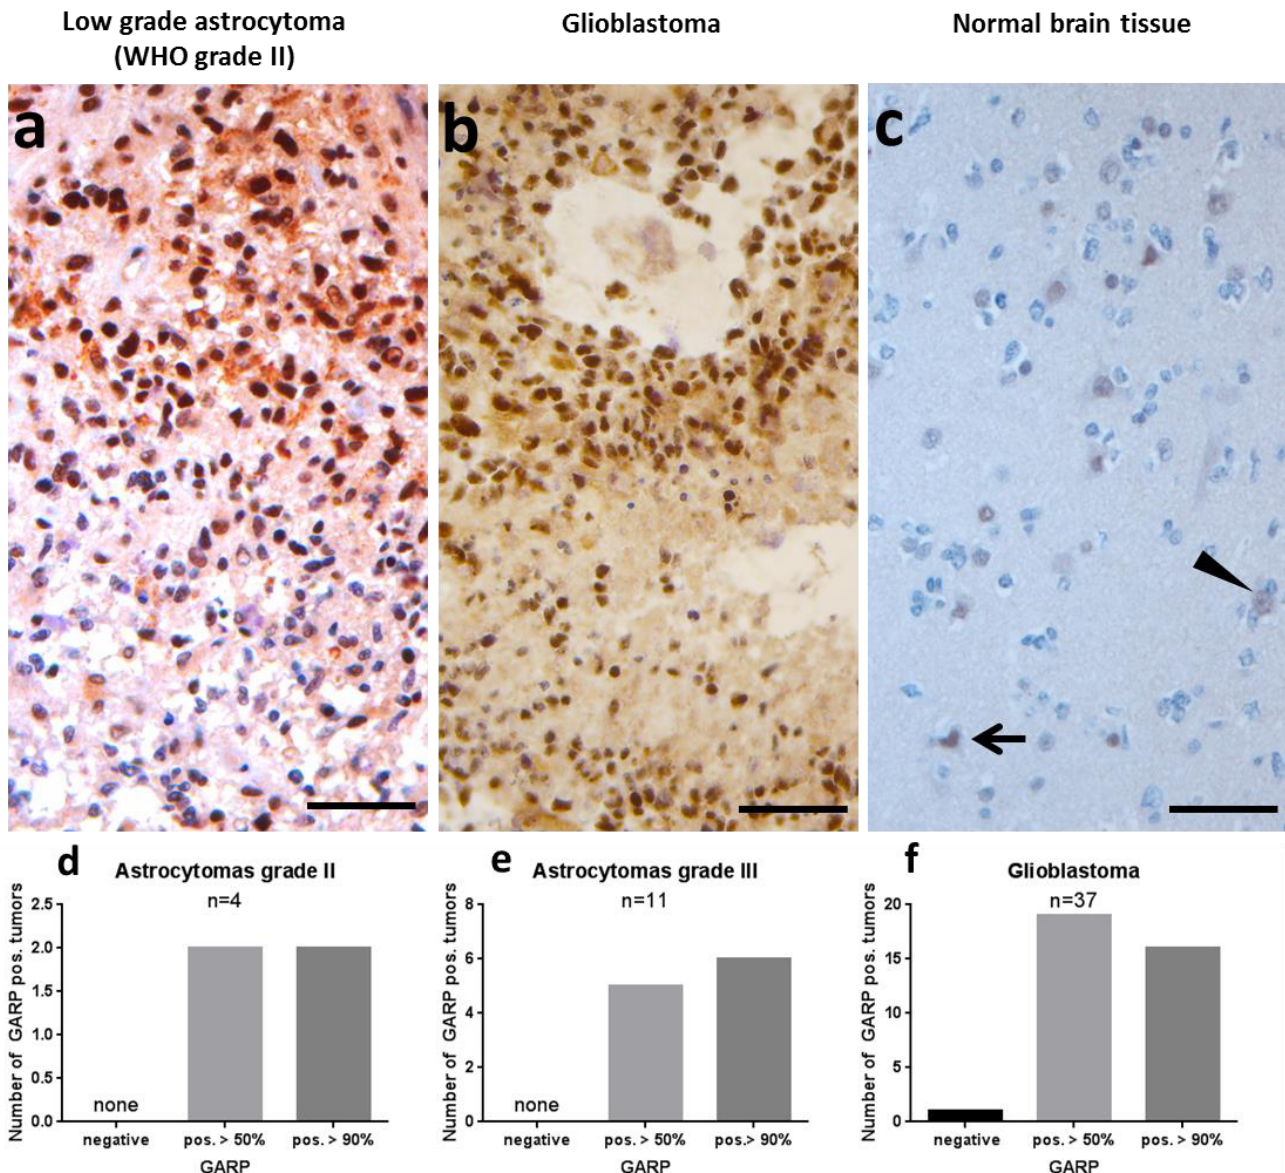 Low grade astrocytoma
(WHO grade II)
Glioblastoma
Normal brain tissue
a
b
c
d
Astrocytomas grade II
n=4
Number of GARP pos. tumors
2.5
2.0
1.5
1.0
0.5
0.0
none
negative
pos. > 50%
pos. > 90%
GARP
e
Astrocytomas grade III
n=11
Number of GARP pos. tumors
8
6
4
2
0
none
negative
pos. > 50%
pos. > 90%
GARP
f
Glioblastoma
n=37
Number of GARP pos. tumors
20
15
10
5
0
negative
pos. > 50%
pos. > 90%
GARP